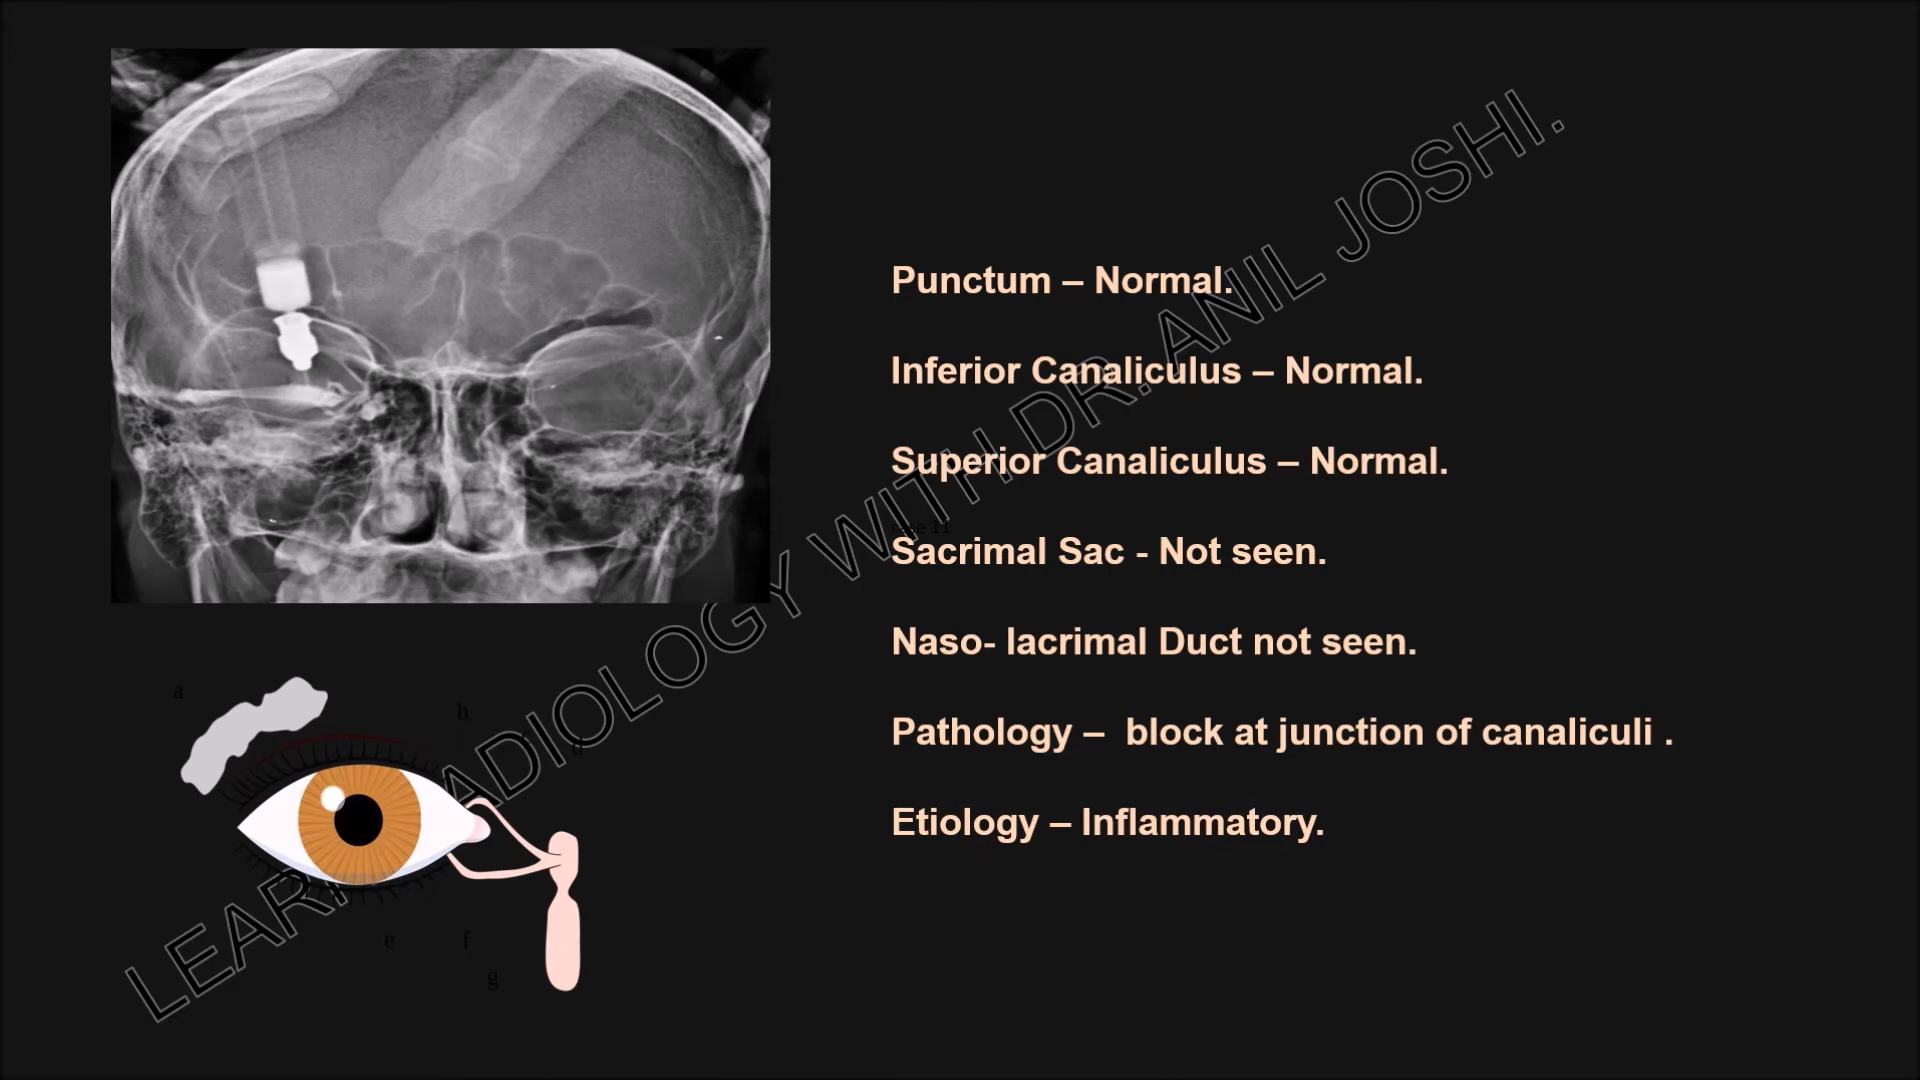 Punctum – Normal.
Inferior Canaliculus – Normal.
Superior Canaliculus – Normal.
11
Sacrimal Sac - Not seen.
Naso- lacrimal Duct not seen.
Pathology – block at junction of canaliculi .
Etiology – Inflammatory.
a
b
d
e
f
g
LEARN RADIOLOGY WITH DR. ANIL JOSHI.